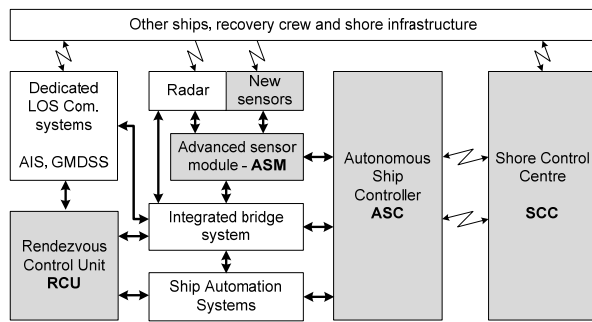 Other ships, recovery crew and shore infrastructure
Dedicated
LOS Com.
systems
AIS, GMDSS
Radar
New
sensors
Advanced sensor
module - ASM
Autonomous
Ship
Controller
ASC
Shore Control
Centre
SCC
Integrated bridge
system
Rendezvous
Control Unit
RCU
Ship Automation
Systems